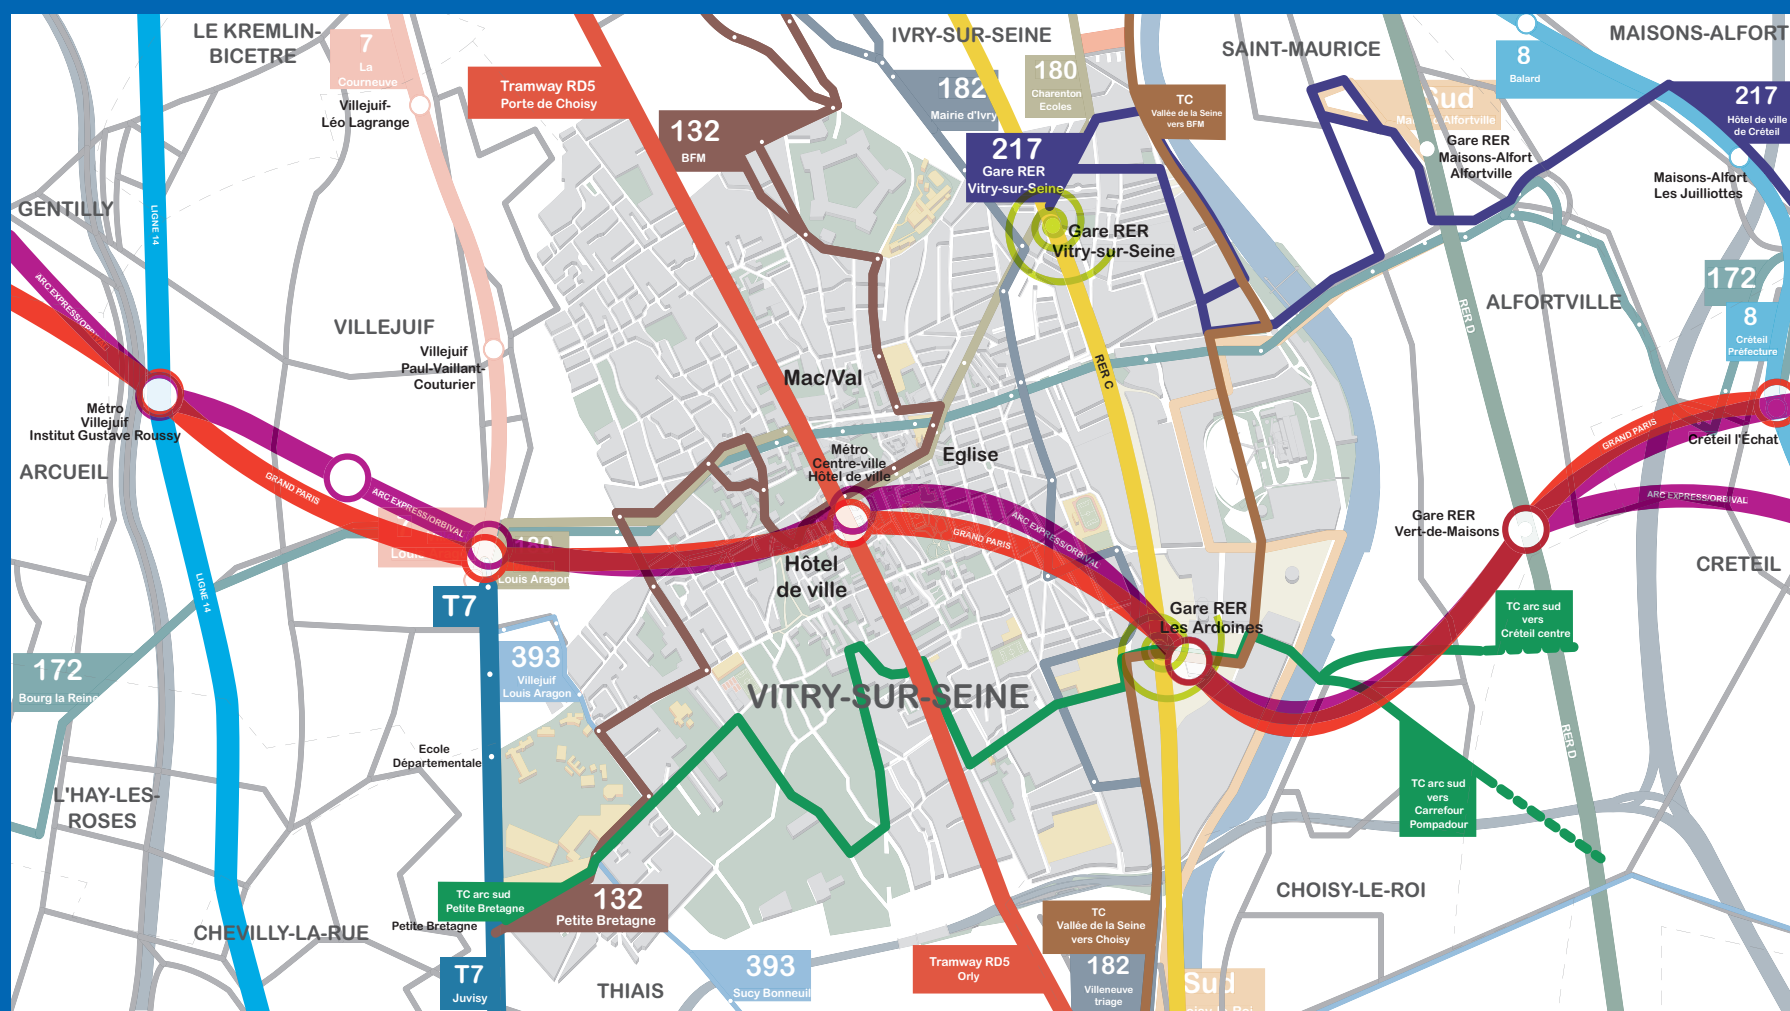 LE KREMLIN-
BICETRE
7
La
Courneuve
Villejuif-
Léo Lagrange
Tramway RD5
Porte de Choisy
132
BFM
IVRY-SUR-SEINE
182
Mairie d'Ivry
180
Charenton
Ecoles
TC
Vallée de la Seine
vers BFM
217
Gare RER
Vitry-sur-Seine
Gare RER
Vitry-sur-Seine
SAINT-MAURICE
Sud
Gare RER
Maisons-Alfort
Alfortville
8
Balard
MAISONS-ALFORT
217
Hôtel de ville
de Créteil
Maisons-Alfort
Les Juilliottes
GENTILLY
LIGNE 14
ARC EXPRESS/ORBIVAL
VILLEJUIF
Villejuif
Paul-Vaillant-
Couturier
Mac/Val
RER C
RER D
ALFORTVILLE
172
8
Créteil
Préfecture
Métro
Villejuif
Institut Gustave Roussy
ARCUEIL
GRAND PARIS
ARC EXPRESS/ORBIVAL
Louis Aragon
Métro
Centre-ville
Hôtel de ville
Eglise
ARC EXPRESS/ORBIVAL
GRAND PARIS
Hôtel
de ville
GRAND PARIS
Créteil l'Échat
ARC EXPRESS/ORBIVAL
Gare RER
Vert-de-Maisons
CRETEIL
LIGNE 14
T7
393
Villejuif
Louis Aragon
Gare RER
Les Ardoines
TC arc sud
vers
Créteil centre
172
Bourg la Reine
VITRY-SUR-SEINE
RER D
Ecole
Départementale
L'HAY-LES-
ROSES
TC arc sud
vers
Carrefour
Pompadour
TC arc sud
Petite Bretagne
132
Petite Bretagne
Petite Bretagne
CHEVILLY-LA-RUE
CHOISY-LE-ROI
TC
Vallée de la Seine
vers Choisy
T7
Juvisy
THIAIS
393
Sucy Bonneuil
Tramway RD5
Orly
182
Villeneuve
triage
Sud